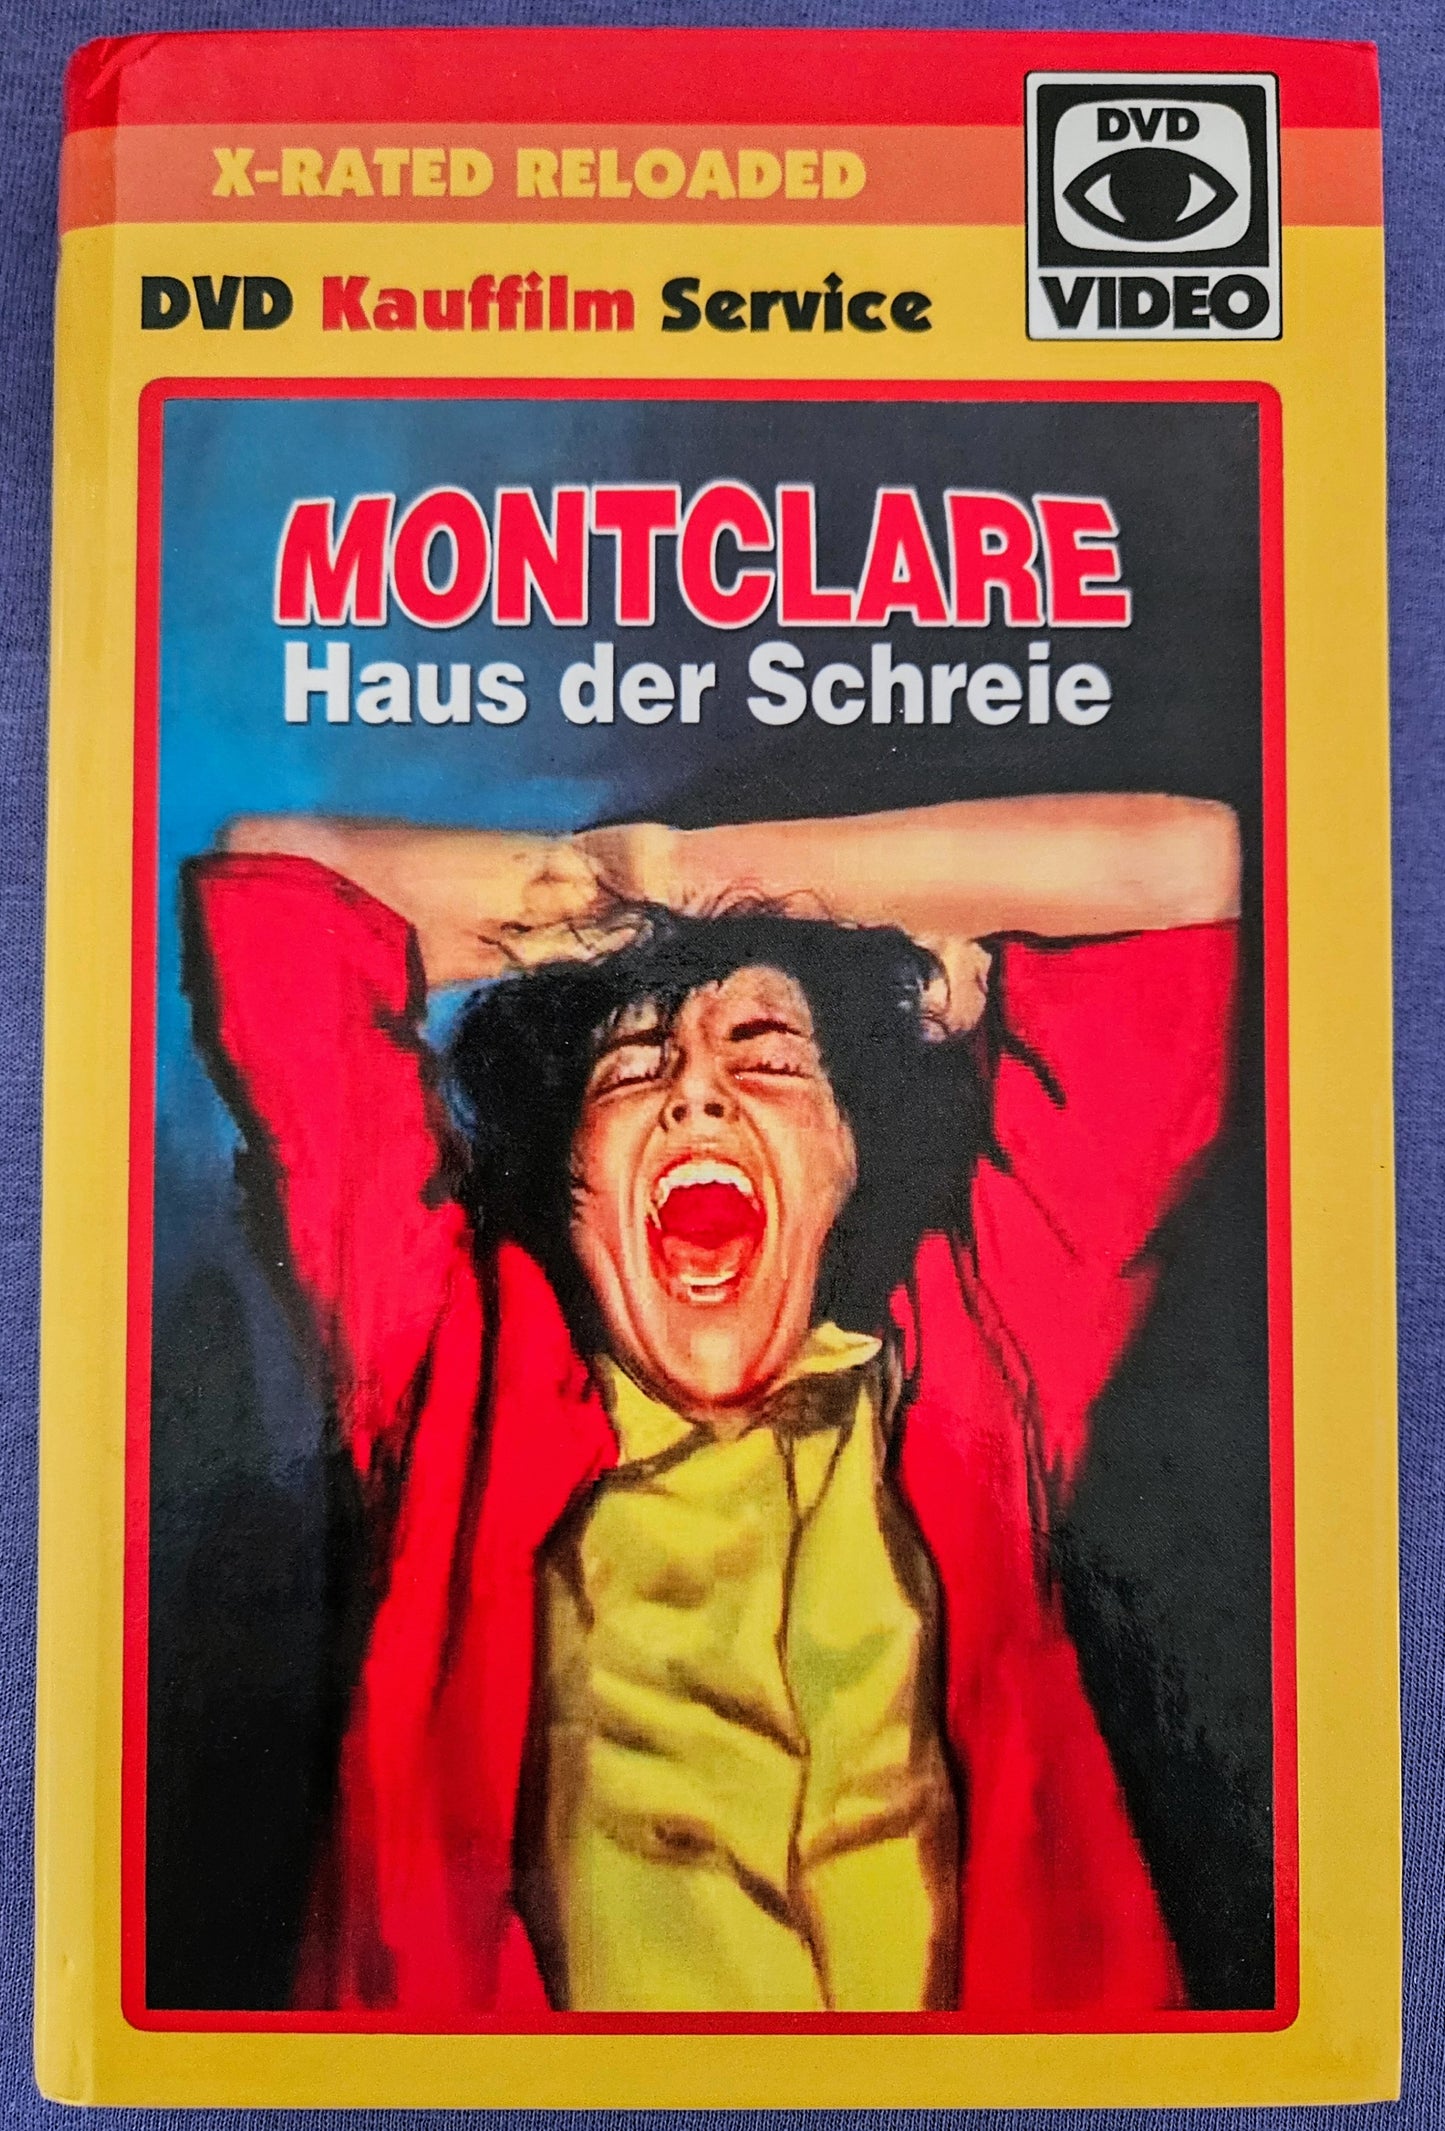 X-RATED RELOADED
DVD
VIDEO
DVD Kauffilm Service
MONTCLARE
Haus der Schreie